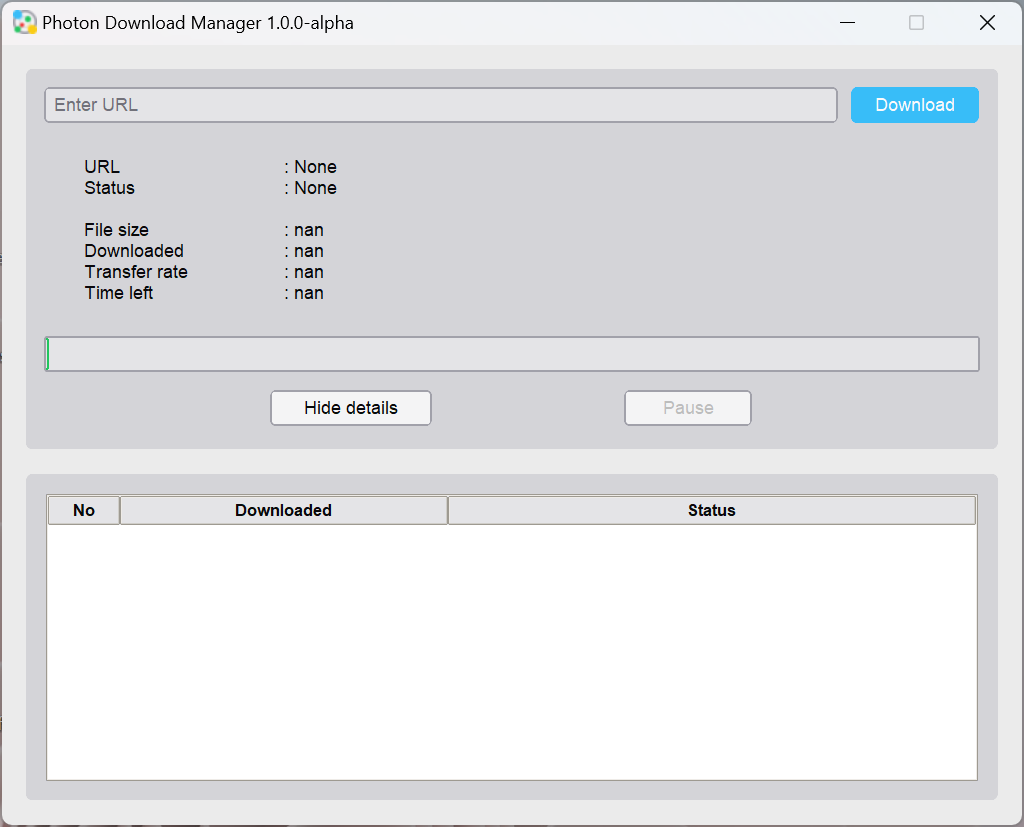 Photon Download Manager 1.0.0-alpha
Enter URL
Download
URL : None
Status : None
File size : nan
Downloaded : nan
Transfer rate : nan
Time left : nan
Hide details
Pause
No Downloaded Status